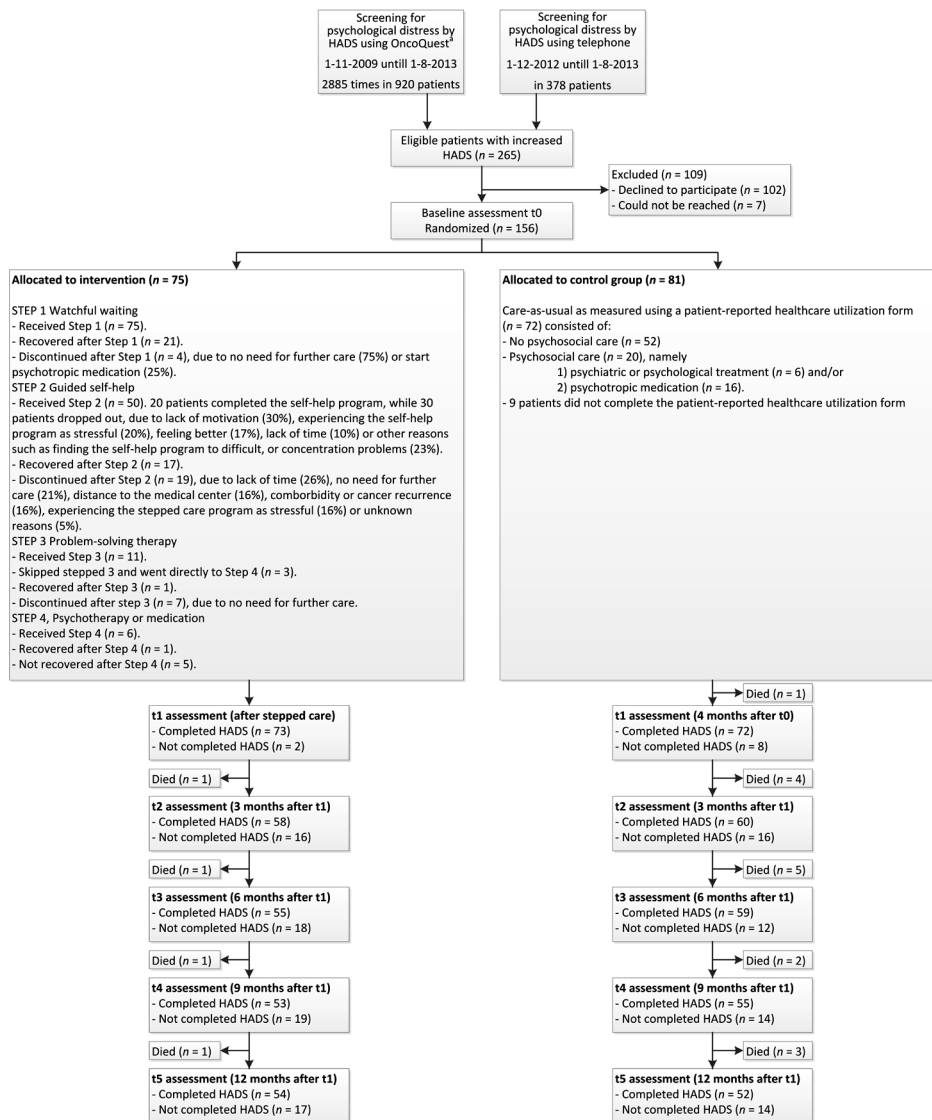 Screening for
psychological distress by
HADS using OncoQuestª
1-11-2009 untill 1-8-2013
2885 times in 920 patients
Screening for
psychological distress by
HADS using telephone
1-12-2012 untill 1-8-2013
in 378 patients
Eligible patients with increased
HADS (n = 265)
Excluded (n = 109)
- Declined to participate (n = 102)
- Could not be reached (n = 7)
Baseline assessment t0
Randomized (n = 156)
Allocated to intervention (n = 75)
STEP 1 Watchful waiting
- Received Step 1 (n = 75).
- Recovered after Step 1 (n = 21).
- Discontinued after Step 1 (n = 4), due to no need for further care (75%) or start
psychotropic medication (25%).
STEP 2 Guided self-help
- Received Step 2 (n = 50). 20 patients completed the self-help program, while 30
patients dropped out, due to lack of motivation (30%), experiencing the self-help
program as stressful (20%), feeling better (17%), lack of time (10%) or other reasons
such as finding the self-help program to difficult, or concentration problems (23%).
- Recovered after Step 2 (n = 17).
- Discontinued after Step 2 (n = 19), due to lack of time (26%), no need for further
care (21%), distance to the medical center (16%), comborbidity or cancer recurrence
(16%), experiencing the stepped care program as stressful (16%) or unknown
reasons (5%).
STEP 3 Problem-solving therapy
- Received Step 3 (n = 11).
- Skipped stepped 3 and went directly to Step 4 (n = 3).
- Recovered after Step 3 (n = 1).
- Discontinued after step 3 (n = 7), due to no need for further care.
STEP 4, Psychotherapy or medication
- Received Step 4 (n = 6).
- Recovered after Step 4 (n = 1).
- Not recovered after Step 4 (n = 5).
Allocated to control group (n = 81)
Care-as-usual as measured using a patient-reported healthcare utilization form
(n = 72) consisted of:
- No psychosocial care (n = 52)
- Psychosocial care (n = 20), namely
1) psychiatric or psychological treatment (n = 6) and/or
2) psychotropic medication (n = 16).
- 9 patients did not complete the patient-reported healthcare utilization form
Died (n = 1)
t1 assessment (after stepped care)
- Completed HADS (n = 73)
- Not completed HADS (n = 2)
t1 assessment (4 months after t0)
- Completed HADS (n = 72)
- Not completed HADS (n = 8)
Died (n = 1)
Died (n = 4)
t2 assessment (3 months after t1)
- Completed HADS (n = 58)
- Not completed HADS (n = 16)
t2 assessment (3 months after t1)
- Completed HADS (n = 60)
- Not completed HADS (n = 16)
Died (n = 1)
Died (n = 5)
t3 assessment (6 months after t1)
- Completed HADS (n = 55)
- Not completed HADS (n = 18)
t3 assessment (6 months after t1)
- Completed HADS (n = 59)
- Not completed HADS (n = 12)
Died (n = 1)
Died (n = 2)
t4 assessment (9 months after t1)
- Completed HADS (n = 53)
- Not completed HADS (n = 19)
t4 assessment (9 months after t1)
- Completed HADS (n = 55)
- Not completed HADS (n = 14)
Died (n = 1)
Died (n = 3)
t5 assessment (12 months after t1)
- Completed HADS (n = 54)
- Not completed HADS (n = 17)
t5 assessment (12 months after t1)
- Completed HADS (n = 52)
- Not completed HADS (n = 14)